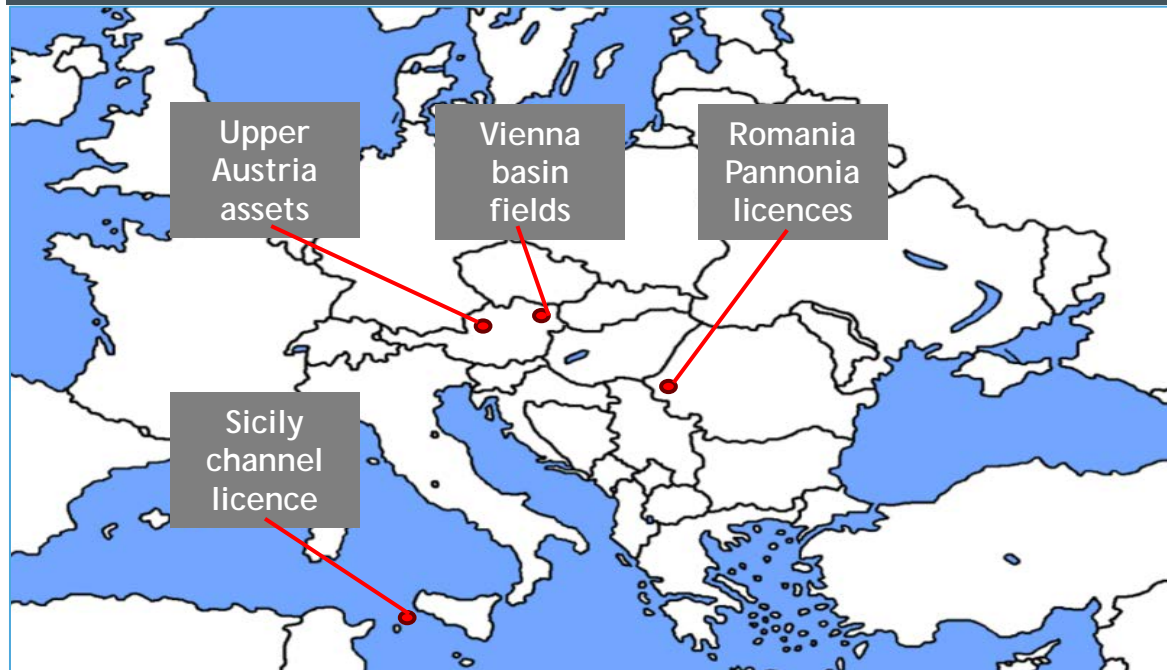 Upper
Austria
assets
Vienna
basin
fields
Romania
Pannonia
licences
Sicily
channel
licence